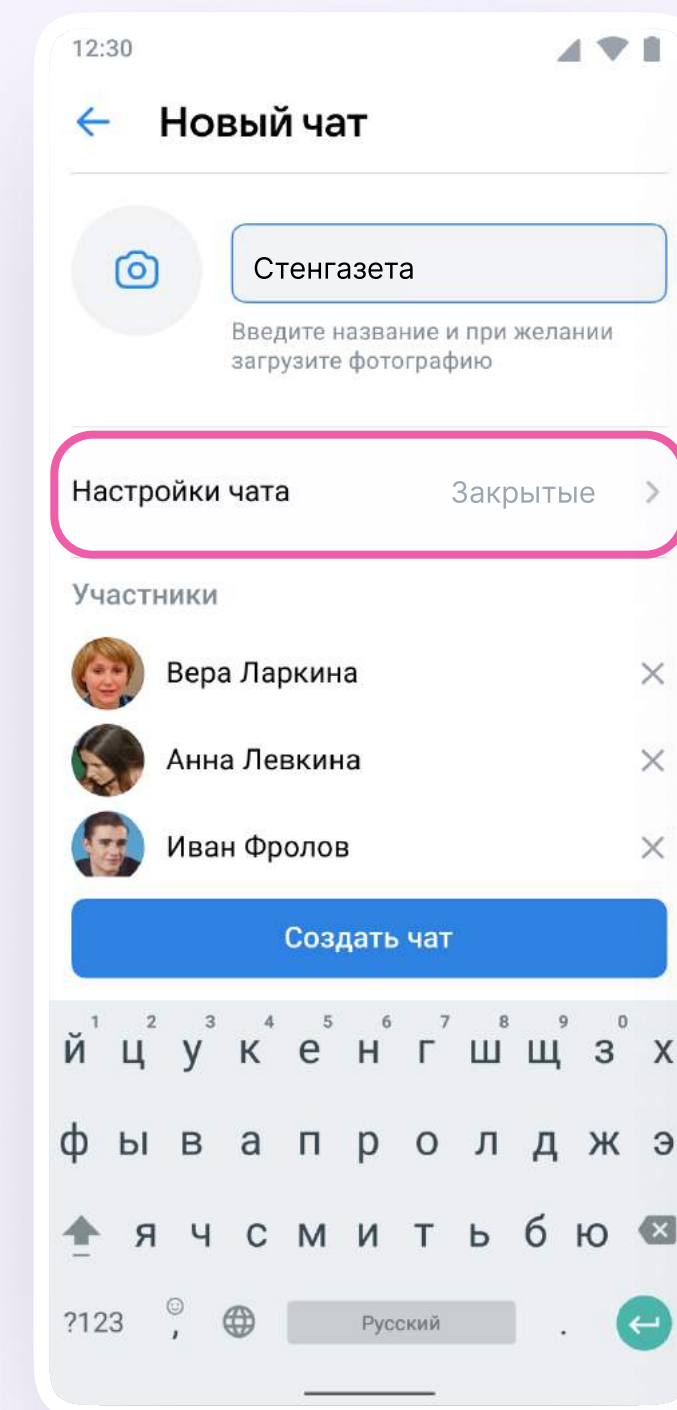 12:30
Новый чат
Стенгазета
Введите название и при желании
загрузите фотографию
Настройки чата Закрытые
Участники
Вера Ларкина
Анна Левкина
Иван Фролов
Создать чат
1 2 3 4 5 6 7 8 9 0
й ц у к е н г ш щ з х
ф ы в а п р о л д ж э
я ч с м и т ь б ю
?123 , Русский .